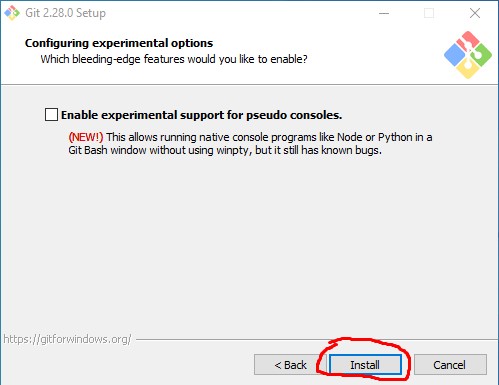 Git 2.28.0 Setup
Configuring experimental options
Which bleeding-edge features would you like to enable?
Enable experimental support for pseudo consoles.
(NEW!) This allows running native console programs like Node or Python in a
Git Bash window without using winpty, but it still has known bugs.
https://gitforwindows.org/
< Back Install Cancel